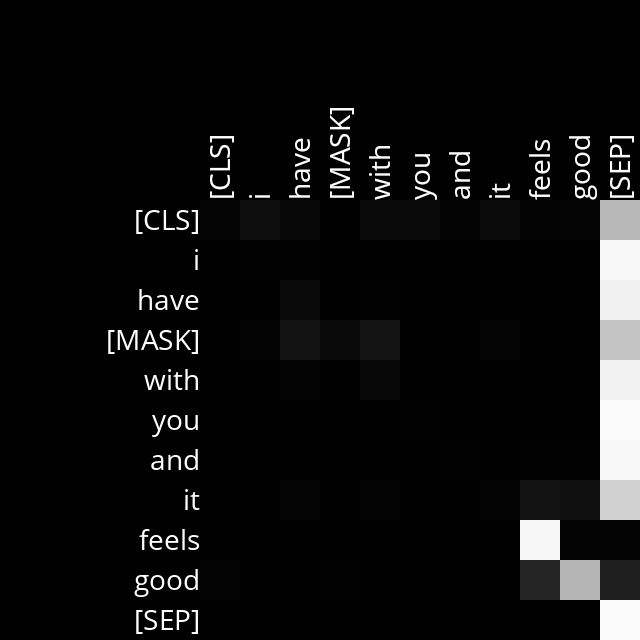 [CLS] i have [MASK] with you and it feels good [SEP]
[CLS]
i
have
[MASK]
with
you
and
it
feels
good
[SEP]